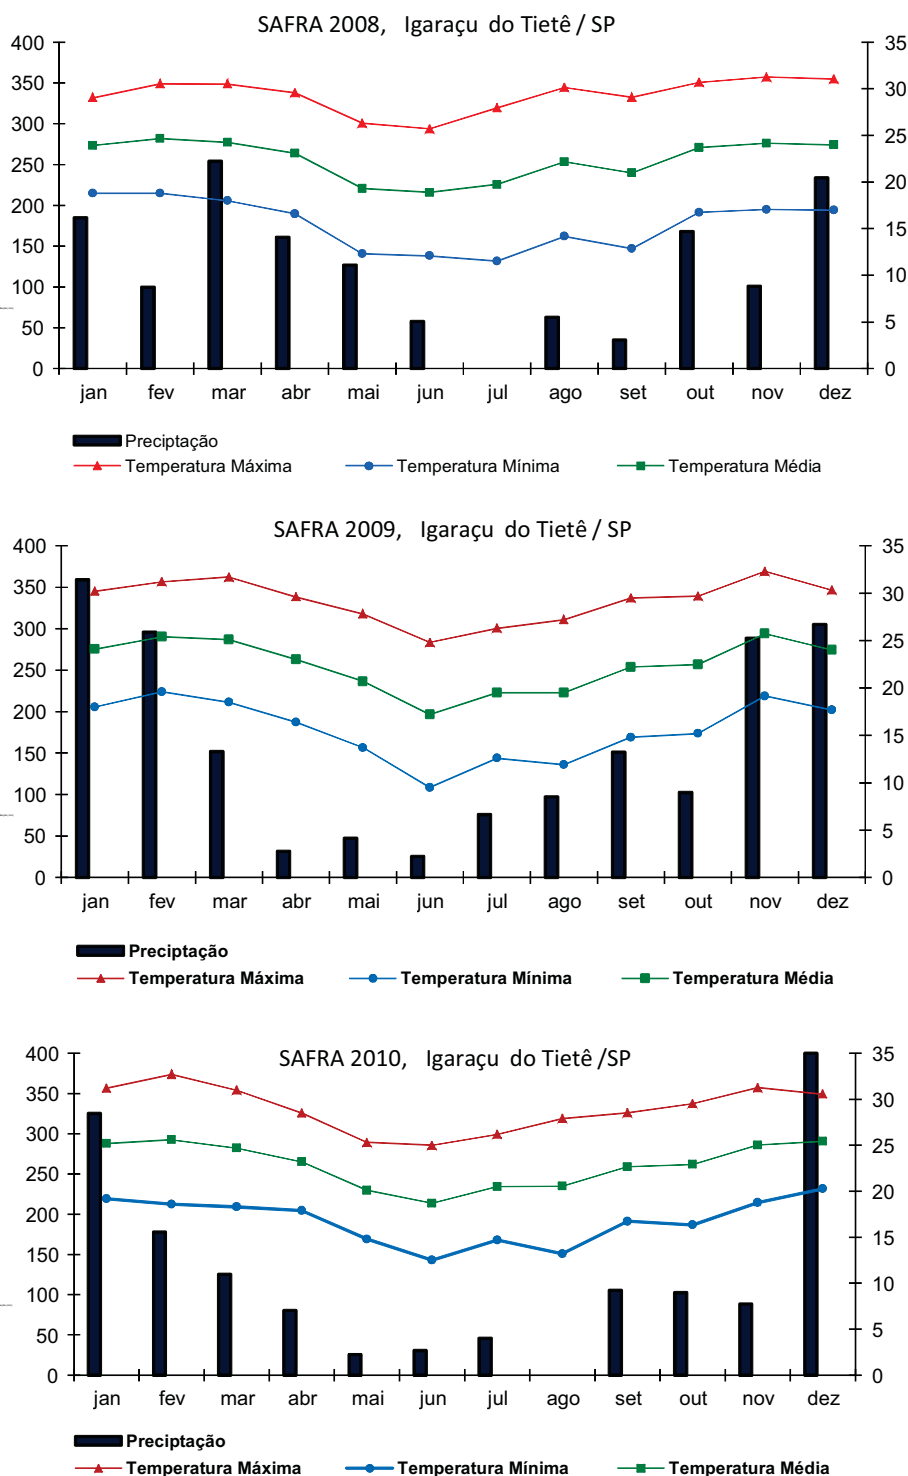 SAFRA 2008, Igaraçu do Tietê / SP
400 35
350 30
300 25
250 20
200 15
150 10
100 5
50 0
0
jan fev mar abr mai jun jul ago set out nov dez
Preciptação
Temperatura Máxima Temperatura Mínima Temperatura Média
SAFRA 2009, Igaraçu do Tietê / SP
400 35
350 30
300 25
250 20
200 15
150 10
100 5
50 0
0
jan fev mar abr mai jun jul ago set out nov dez
Preciptação
Temperatura Máxima Temperatura Mínima Temperatura Média
SAFRA 2010, Igaraçu do Tietê /SP
400 35
350 30
300 25
250 20
200 15
150 10
100 5
50 0
0
jan fev mar abr mai jun jul ago set out nov dez
Preciptação
Temperatura Máxima Temperatura Mínima Temperatura Média